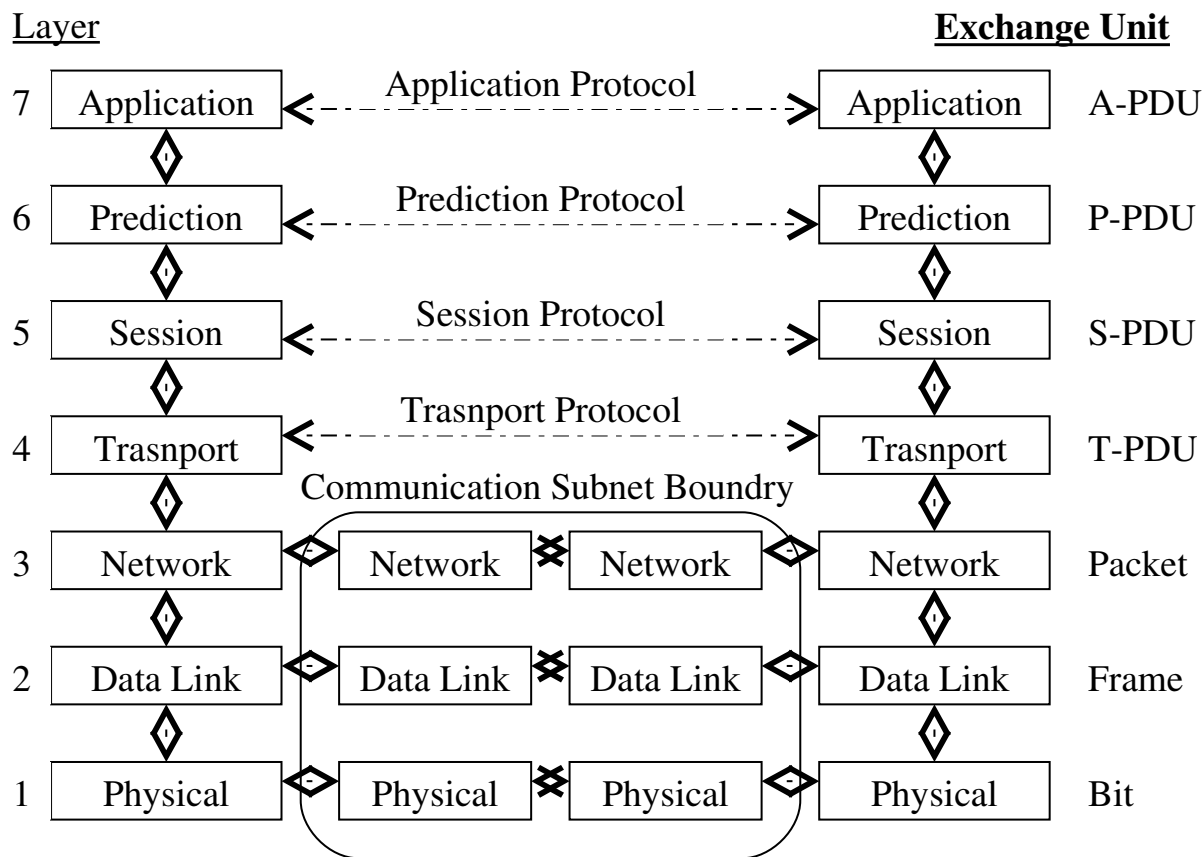 Layer Exchange Unit
7 Application Application Protocol Application A-PDU
6 Prediction Prediction Protocol Prediction P-PDU
5 Session Session Protocol Session S-PDU
4 Trasnport Trasnport Protocol Trasnport T-PDU
Communication Subnet Boundry
3 Network Network Network Network Packet
2 Data Link Data Link Data Link Data Link Frame
1 Physical Physical Physical Physical Bit